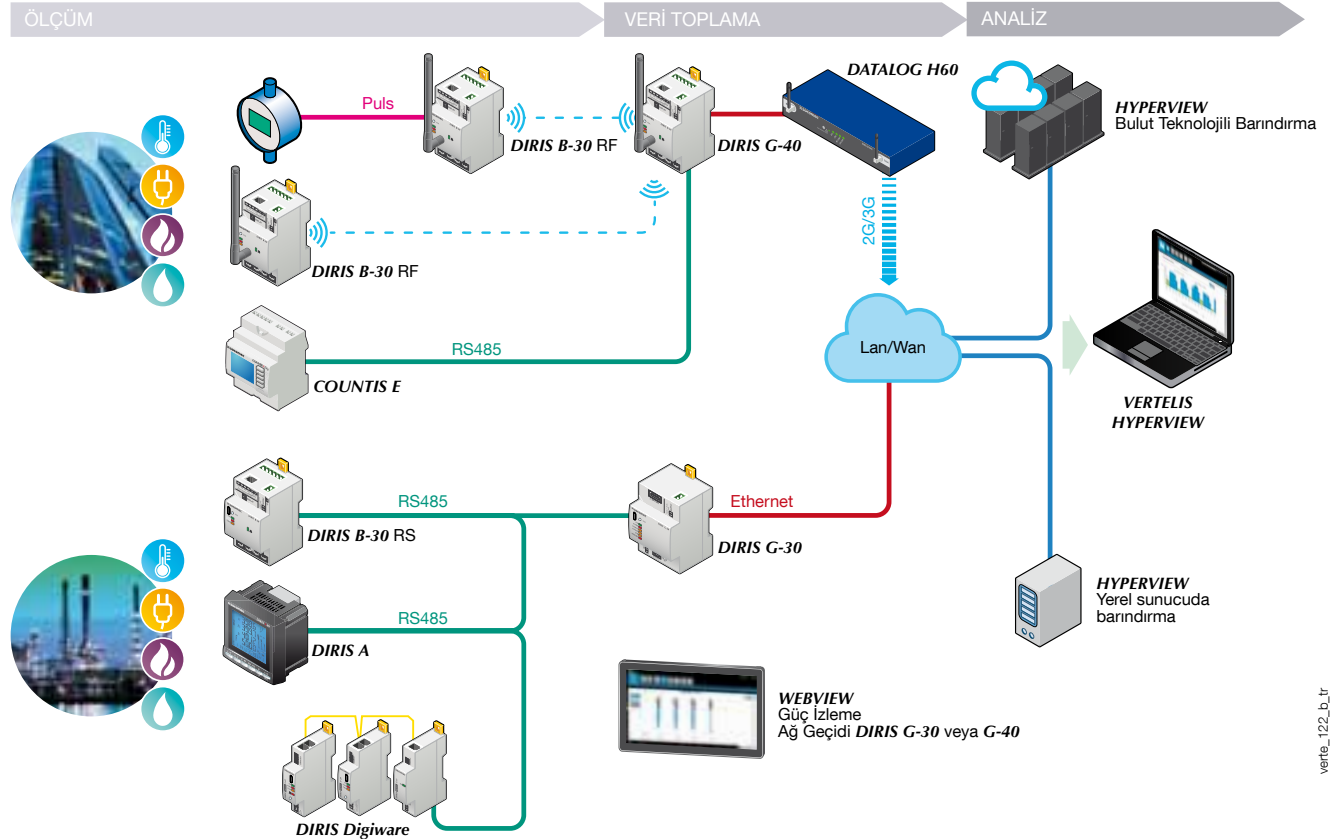 ÖLÇÜM
VERİ TOPLAMA
ANALİZ
Puls
DIRIS B-30 RF
DIRIS G-40
DATALOG H60
HYPERVIEW
Bulut Teknolojili Barındırma
DIRIS B-30 RF
2G/3G
RS485
COUNTIS E
Lan/Wan
VERTELIS
HYPERVIEW
RS485
DIRIS B-30 RS
Ethernet
DIRIS G-30
RS485
DIRIS A
HYPERVIEW
Yerel sunucuda
barındırma
WEBVIEW
Güç İzleme
Ağ Geçidi DIRIS G-30 veya G-40
DIRIS Digiware
verte_122_b_tr